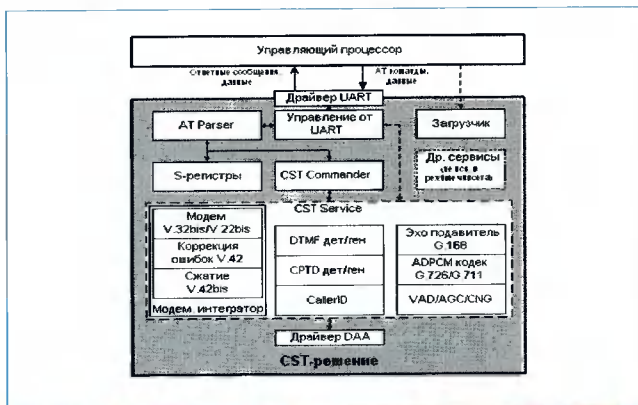 Управляющий процессор
Ответные сообщения,
данные
АТ команды,
данные
Драйвер UART
AT Parser
Управление от
UART
Загрузчик
S-регистры
CST Commander
Др. сервисы
CST Service
Модем
V.32bis/V.22bis
Коррекция
ошибок V.42
Сжатие
V.42bis
Модем. интегратор
DTMF дет/ген
CPTD дет/ген
CallerID
Эхо подавитель
G.168
ADPCM кодек
G.726/G.711
VAD/AGC/CNG
Драйвер DAA
CST-решение